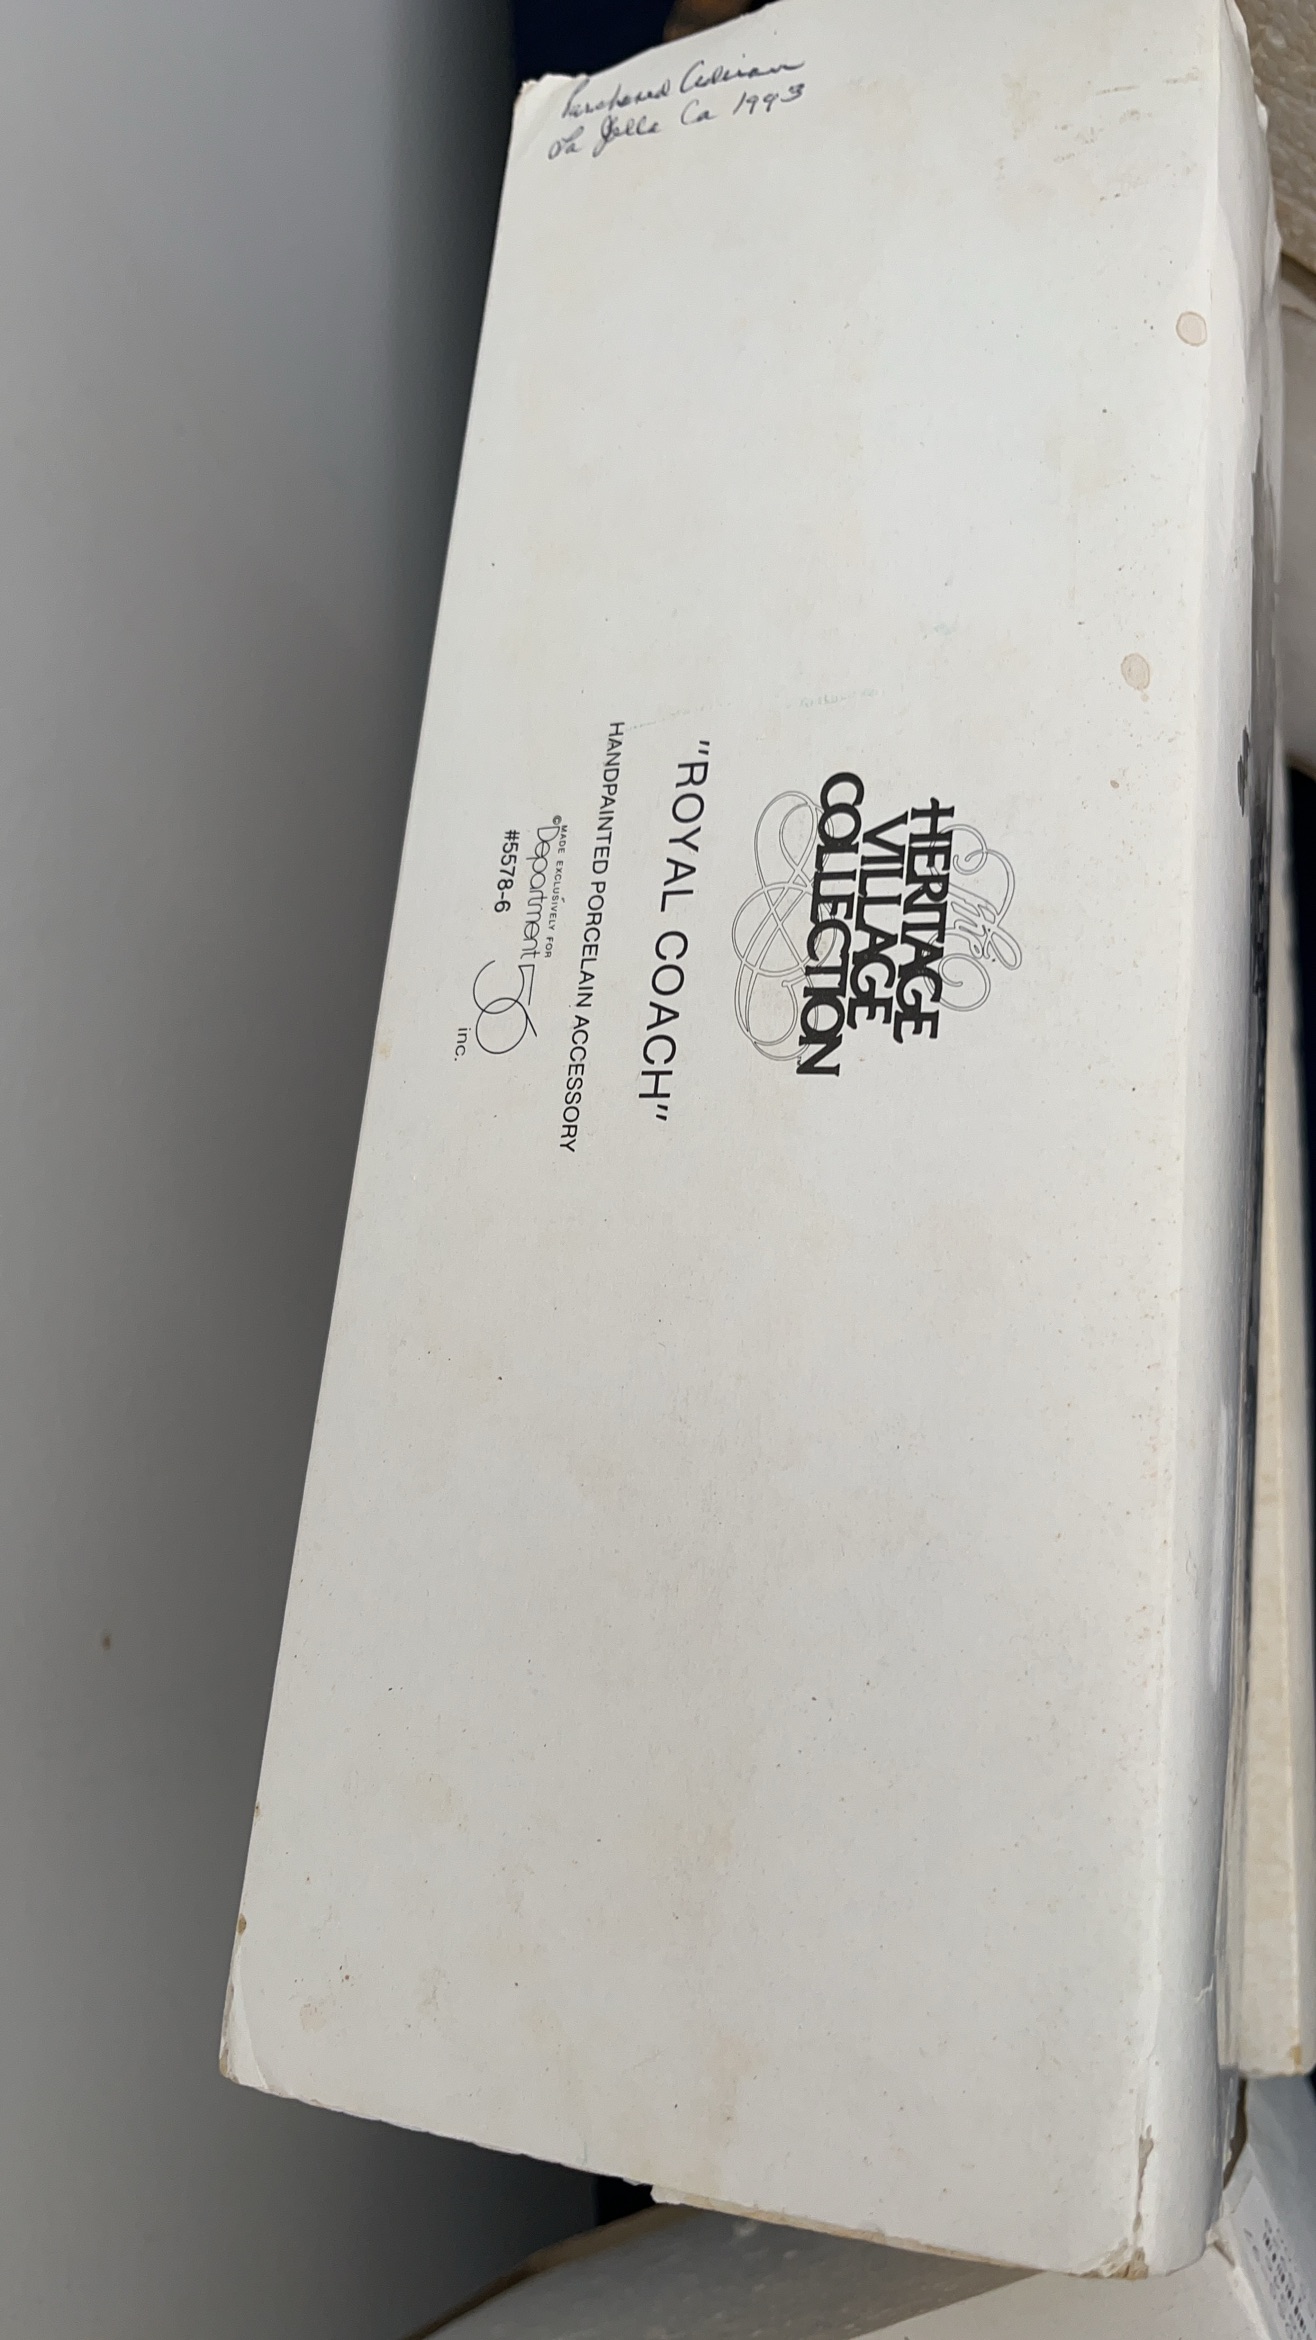 Purchased
La Jolla Ca 1993
The
HERITAGE
VILLAGE
COLLECTION
"ROYAL COACH"
HANDPAINTED PORCELAIN ACCESSORY
MADE EXCLUSIVELY FOR
©Department 56 inc.
#5578-6